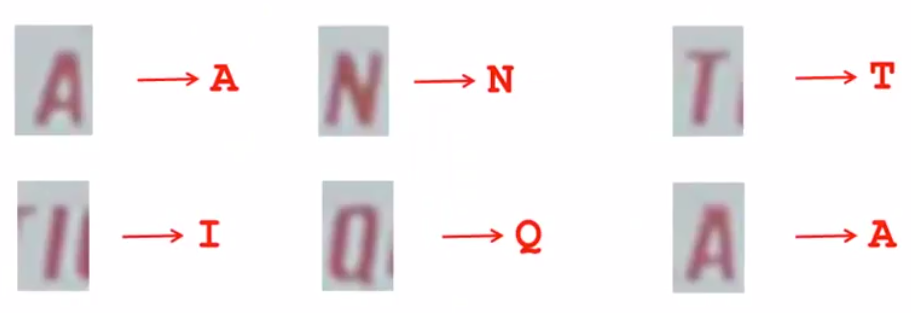 A → A N → N T → T
I → I Q → Q A → A